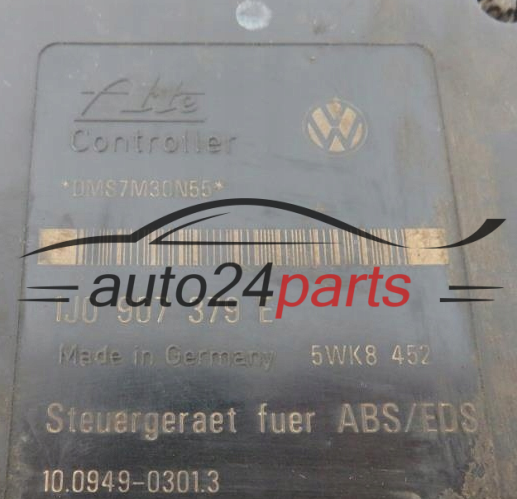 Ate
Controller
*DMS7M30N55*
auto24parts
1J0 907 379 E
Made in Germany 5WK8 452
Steuergeraet fuer ABS/EDS
10.0949-0301.3